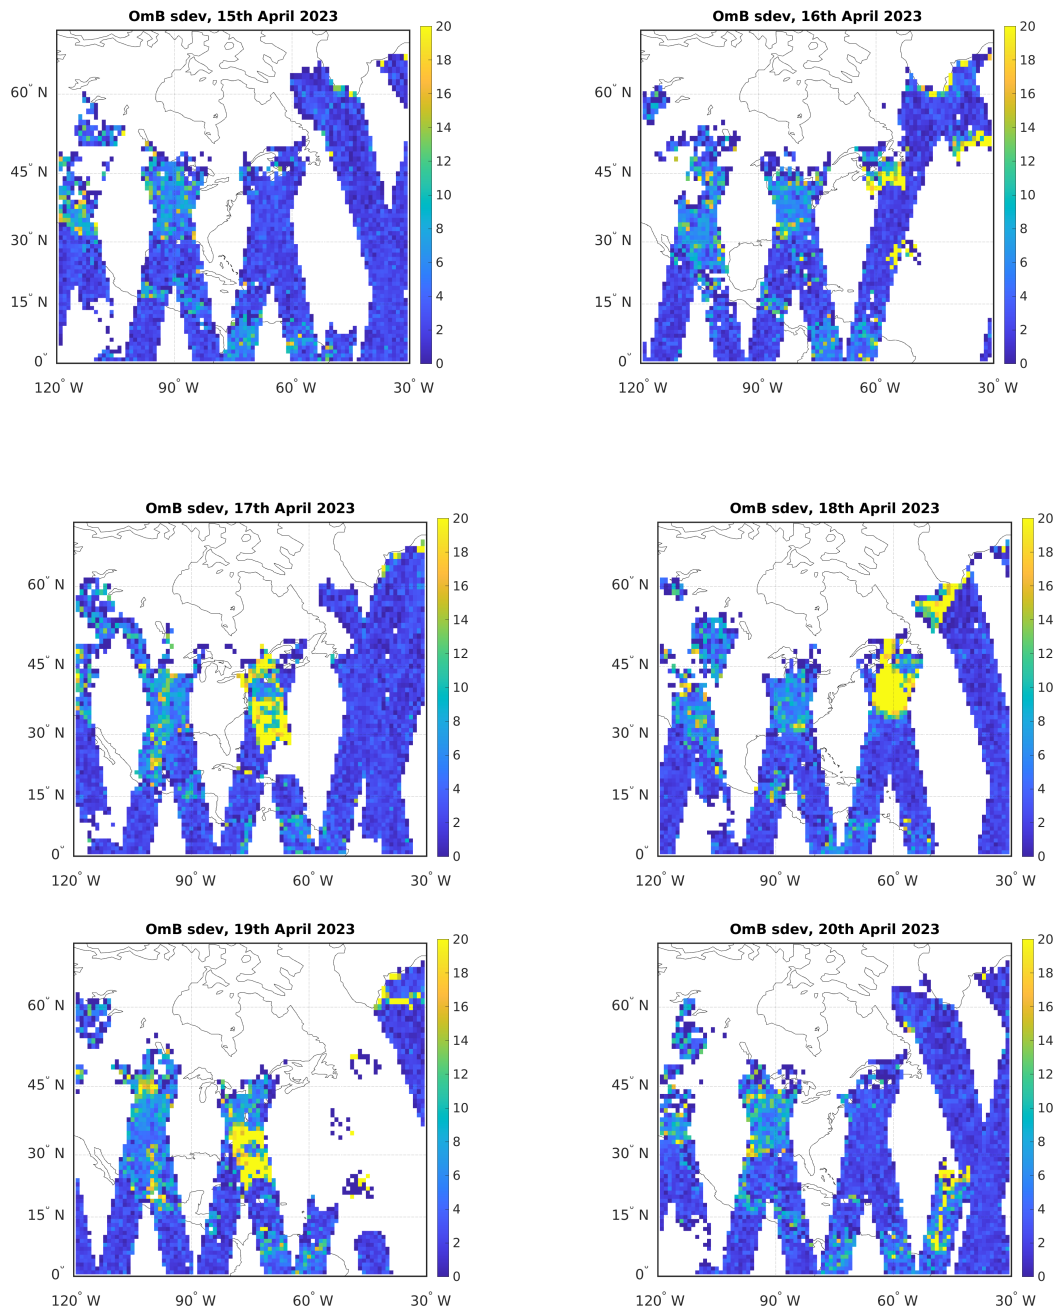 OmB sdev, 15th April 2023
60° N
45° N
30° N
15° N
0°
120° W
90° W
60° W
30° W
20
18
16
14
12
10
8
6
4
2
0
OmB sdev, 16th April 2023
60° N
45° N
30° N
15° N
0°
120° W
90° W
60° W
30° W
20
18
16
14
12
10
8
6
4
2
0
OmB sdev, 17th April 2023
60° N
45° N
30° N
15° N
0°
120° W
90° W
60° W
30° W
20
18
16
14
12
10
8
6
4
2
0
OmB sdev, 18th April 2023
60° N
45° N
30° N
15° N
0°
120° W
90° W
60° W
30° W
20
18
16
14
12
10
8
6
4
2
0
OmB sdev, 19th April 2023
60° N
45° N
30° N
15° N
0°
120° W
90° W
60° W
30° W
20
18
16
14
12
10
8
6
4
2
0
OmB sdev, 20th April 2023
60° N
45° N
30° N
15° N
0°
120° W
90° W
60° W
30° W
20
18
16
14
12
10
8
6
4
2
0